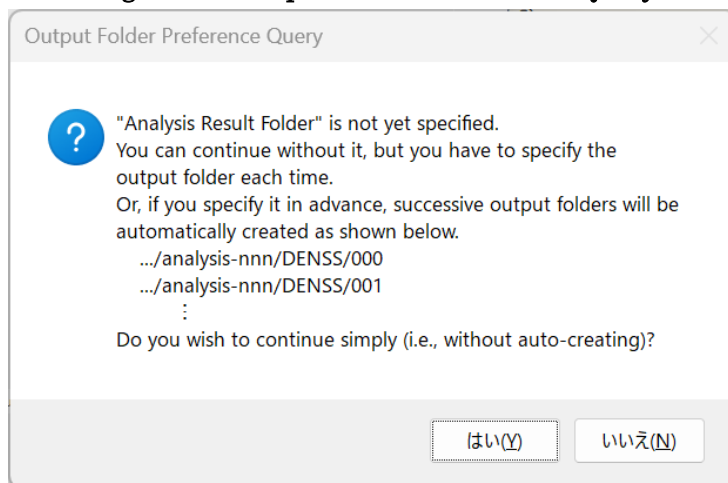 Output Folder Preference Query
"Analysis Result Folder" is not yet specified.
You can continue without it, but you have to specify the
output folder each time.
Or, if you specify it in advance, successive output folders will be
automatically created as shown below.
.../analysis-nnn/DENSS/000
.../analysis-nnn/DENSS/001
⋮
Do you wish to continue simply (i.e., without auto-creating)?
はい(Y)
いいえ(N)